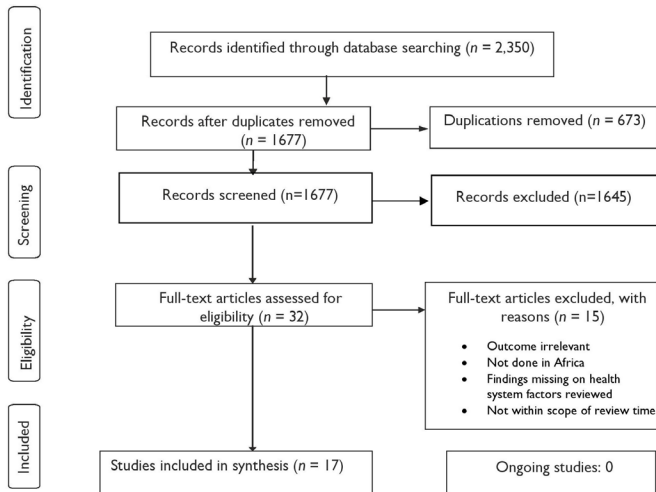 Identification
Records identified through database searching (n = 2,350)
Records after duplicates removed
(n = 1677)
Duplications removed (n = 673)
Screening
Records screened (n=1677)
Records excluded (n=1645)
Eligibility
Full-text articles assessed for
eligibility (n = 32)
Full-text articles excluded, with
reasons (n = 15)
• Outcome irrelevant
• Not done in Africa
• Findings missing on health
system factors reviewed
• Not within scope of review time
Included
Studies included in synthesis (n = 17)
Ongoing studies: 0